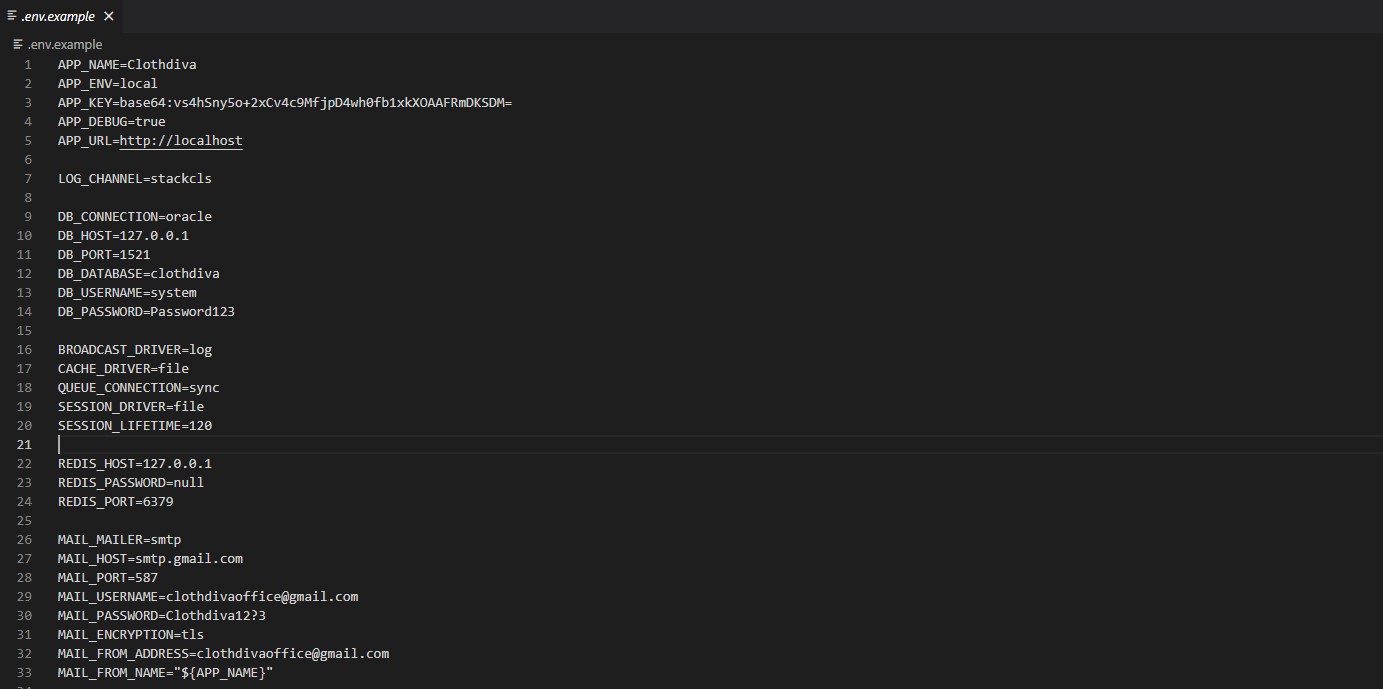 .env.example
.env.example
1 APP_NAME=Clothdiva
2 APP_ENV=local
3 APP_KEY=base64:vs4hSny5o+2xCv4c9MfjpD4wh0fb1xkXOAAFRmDKSDM=
4 APP_DEBUG=true
5 APP_URL=http://localhost
6
7 LOG_CHANNEL=stackcls
8
9 DB_CONNECTION=oracle
10 DB_HOST=127.0.0.1
11 DB_PORT=1521
12 DB_DATABASE=clothdiva
13 DB_USERNAME=system
14 DB_PASSWORD=Password123
15
16 BROADCAST_DRIVER=log
17 CACHE_DRIVER=file
18 QUEUE_CONNECTION=sync
19 SESSION_DRIVER=file
20 SESSION_LIFETIME=120
21
22 REDIS_HOST=127.0.0.1
23 REDIS_PASSWORD=null
24 REDIS_PORT=6379
25
26 MAIL_MAILER=smtp
27 MAIL_HOST=smtp.gmail.com
28 MAIL_PORT=587
29 MAIL_USERNAME=clothdivaoffice@gmail.com
30 MAIL_PASSWORD=Clothdiva12?3
31 MAIL_ENCRYPTION=tls
32 MAIL_FROM_ADDRESS=clothdivaoffice@gmail.com
33 MAIL_FROM_NAME="${APP_NAME}"